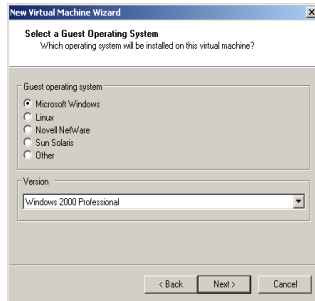 New Virtual Machine Wizard
Select a Guest Operating System
Which operating system will be installed on this virtual machine?
Guest operating system
Microsoft Windows
Linux
Novell NetWare
Sun Solaris
Other
Version
Windows 2000 Professional
< Back Next > Cancel